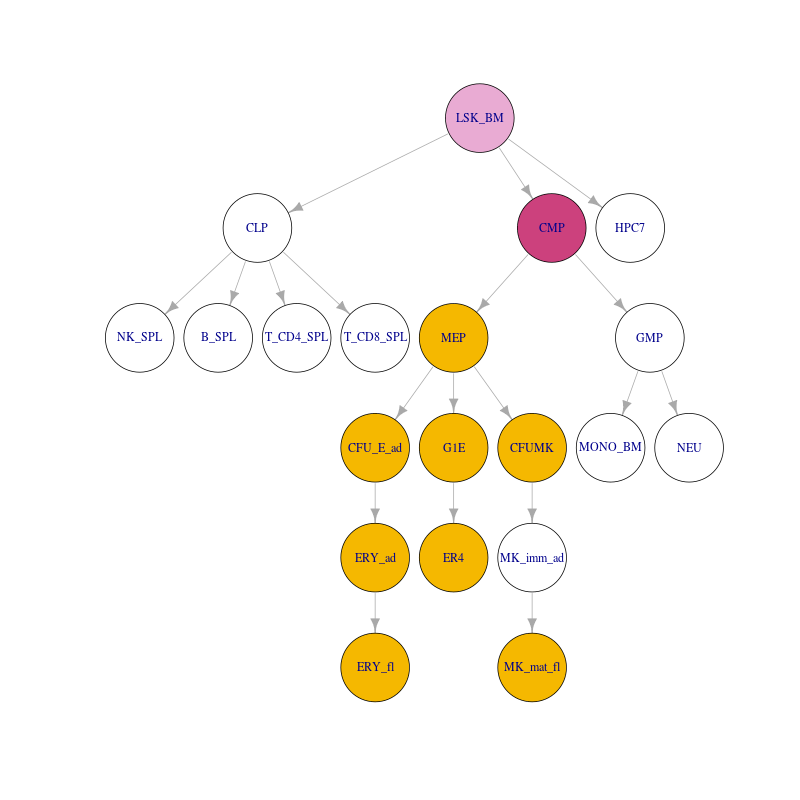 LSK_BM
CLP
CMP
HPC7
NK_SPL
B_SPL
T_CD4_SPL
T_CD8_SPL
MEP
GMP
CFU_E_ad
G1E
CFUMK
MONO_BM
NEU
ERY_ad
ER4
MK_imm_ad
ERY_fl
MK_mat_fl